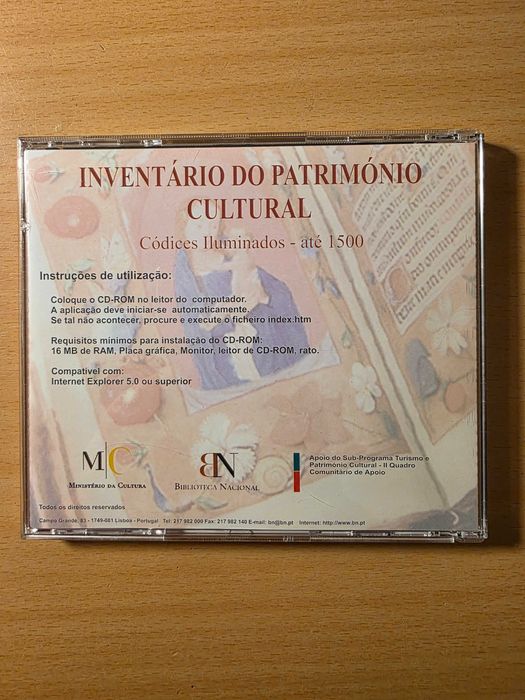 INVENTÁRIO DO PATRIMÓNIO
CULTURAL
Códices Iluminados - até 1500
Instruções de utilização:
Coloque o CD-ROM no leitor do computador.
A aplicação deve iniciar-se automaticamente.
Se tal não acontecer, procure e execute o ficheiro index.htm
Requisitos mínimos para instalação do CD-ROM:
16 MB de RAM, Placa gráfica, Monitor, leitor de CD-ROM, rato.
Compatível com:
Internet Explorer 5.0 ou superior
M|C
MINISTÉRIO DA CULTURA
BN
BIBLIOTECA NACIONAL
Apoio do Sub-Programa Turismo e
Património Cultural - II Quadro
Comunitário de Apoio
Todos os direitos reservados
Campo Grande, 83 - 1749-081 Lisboa - Portugal Tel: 217 982 000 Fax: 217 982 140 E-mail: bn@bn.pt Internet: http://www.bn.pt